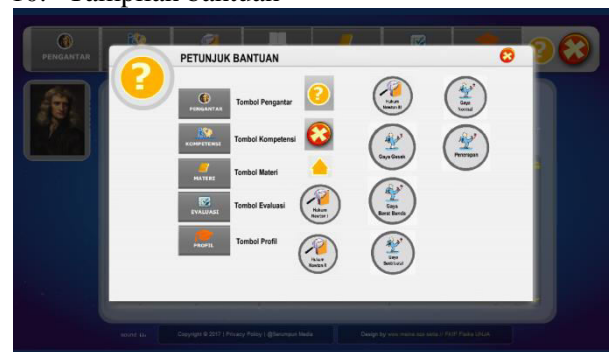 10. Tampilan bantuan
PENGANTAR
PETUNJUK BANTUAN
PENGANTAR
Tombol Pengantar
KOMPETENSI
Tombol Kompetensi
MATERI
Tombol Materi
EVALUASI
Tombol Evaluasi
PROFIL
Tombol Profil
Hukum
Newton I
Hukum
Newton II
Hukum
Newton III
Gaya Gesek
Gaya
Berat Benda
Gaya
Sentripetal
Gaya
Normal
Penerapan
Copyright © 2017 | Privacy Policy | @Serumpun Media